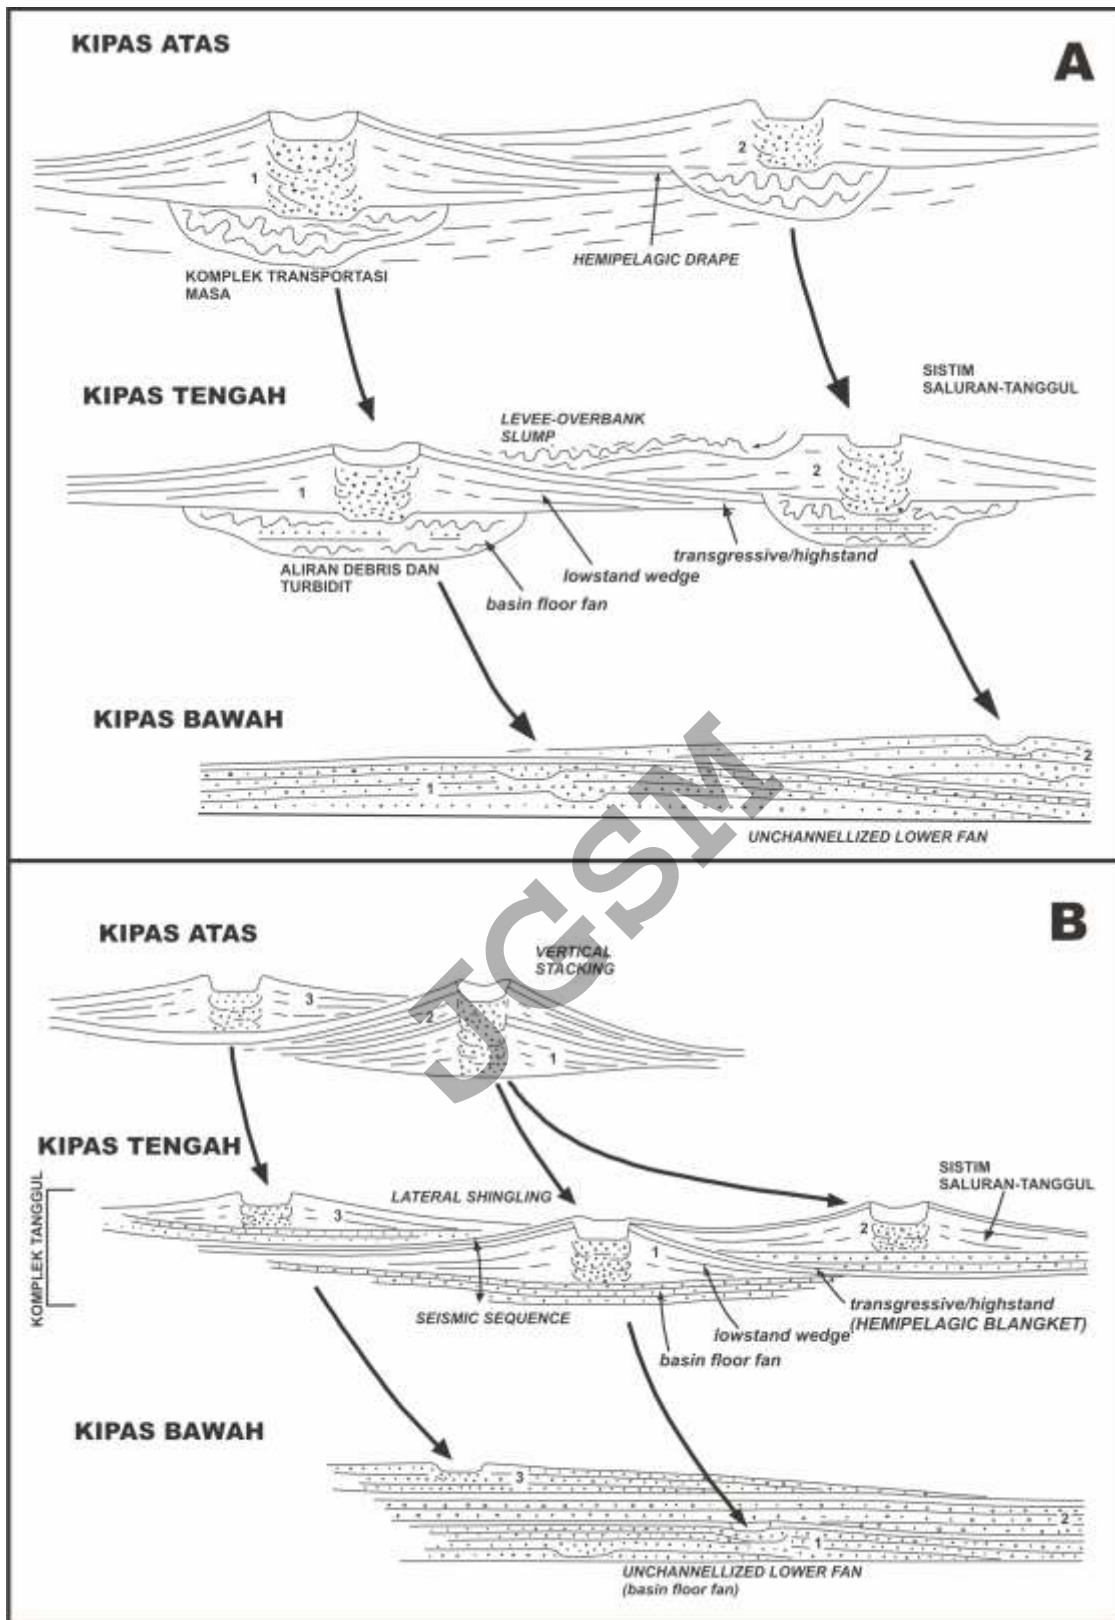 KIPAS ATAS
A
1
2
HEMIPELAGIC DRAPE
KOMPLEK TRANSPORTASI
MASA
SISTIM
SALURAN-TANGGUL
KIPAS TENGAH
LEVEE-OVERBANK
SLUMP
1
2
transgressive/highstand
ALIRAN DEBRIS DAN
TURBIDIT
lowstand wedge
basin floor fan
KIPAS BAWAH
1
2
UNCHANNELLIZED LOWER FAN
JGSM
KIPAS ATAS
B
VERTICAL
STACKING
3
2
1
KIPAS TENGAH
KOMPLEK TANGGUL
LATERAL SHINGLING
SISTIM
SALURAN-TANGGUL
3
1
2
SEISMIC SEQUENCE
transgressive/highstand
(HEMIPELAGIC BLANGKET)
lowstand wedge
basin floor fan
KIPAS BAWAH
3
2
1
UNCHANNELLIZED LOWER FAN
(basin floor fan)